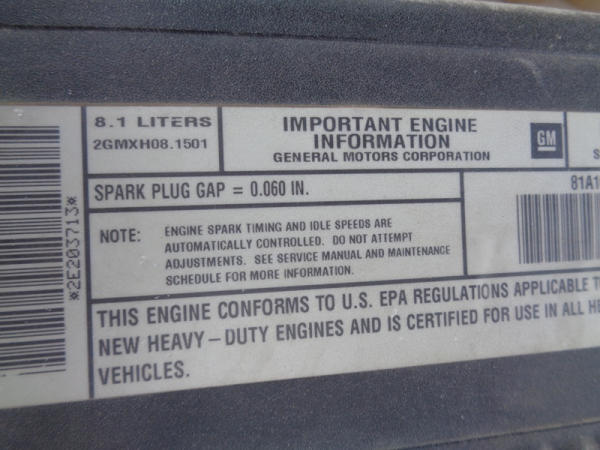 8.1 LITERS
2GMXH08.1501
IMPORTANT ENGINE
INFORMATION
GENERAL MOTORS CORPORATION
GM
S
SPARK PLUG GAP = 0.060 IN.
81A1
*2E203713*
NOTE: ENGINE SPARK TIMING AND IDLE SPEEDS ARE
AUTOMATICALLY CONTROLLED. DO NOT ATTEMPT
ADJUSTMENTS. SEE SERVICE MANUAL AND MAINTENANCE
SCHEDULE FOR MORE INFORMATION.
THIS ENGINE CONFORMS TO U.S. EPA REGULATIONS APPLICABLE T
NEW HEAVY-DUTY ENGINES AND IS CERTIFIED FOR USE IN ALL HE
VEHICLES.